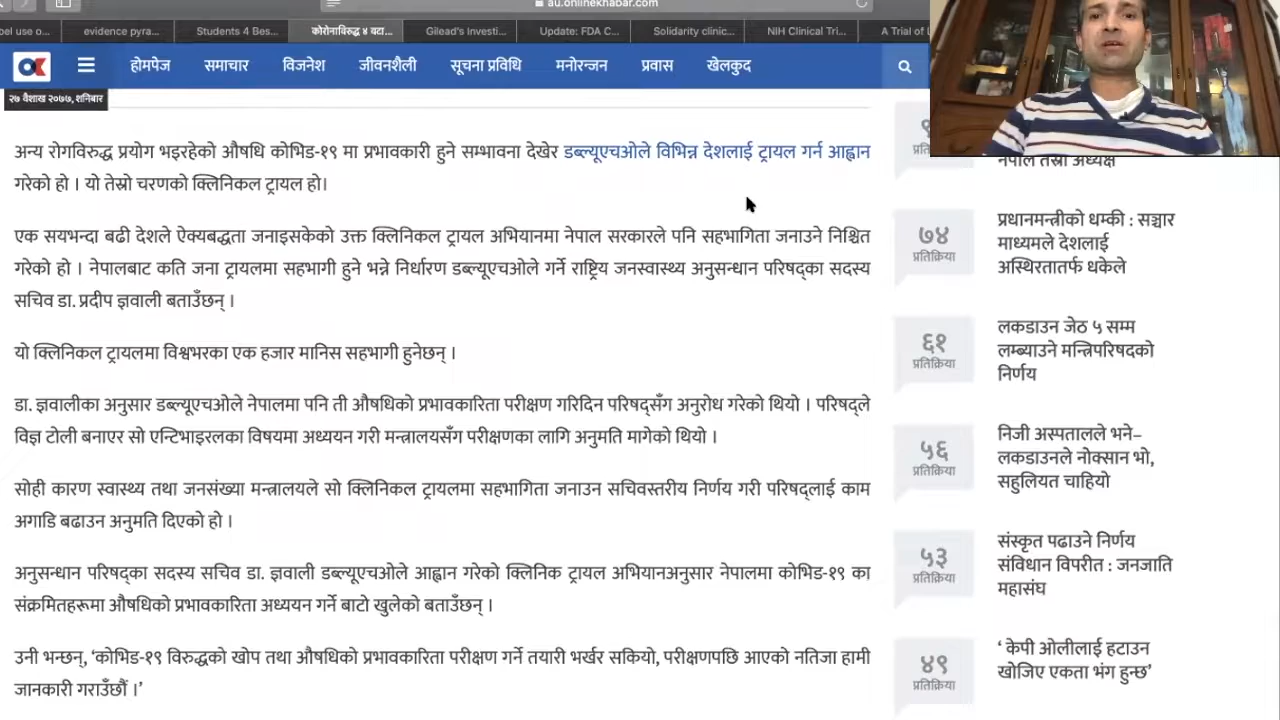 au.onlinekhabar.com
bel use o...
evidence pyra...
Students 4 Bes...
कोरोनाविरुद्ध ४ वटा...
Gilead's Investi...
Update: FDA C...
Solidarity clinic...
NIH Clinical Tri...
A Trial of L
होमपेज समाचार विजनेश जीवनशैली सूचना प्रविधि मनोरन्जन प्रवास खेलकुद
२७ वैशाख २०७७, शनिबार
अन्य रोगविरुद्ध प्रयोग भइरहेको औषधि कोभिड-१९ मा प्रभावकारी हुने सम्भावना देखेर डब्ल्यूएचओले विभिन्न देशलाई ट्रायल गर्न आह्वान
गरेको हो । यो तेस्रो चरणको क्लिनिकल ट्रायल हो।
एक सयभन्दा बढी देशले ऐक्यबद्धता जनाइसकेको उक्त क्लिनिकल ट्रायल अभियानमा नेपाल सरकारले पनि सहभागिता जनाउने निश्चित
गरेको हो । नेपालबाट कति जना ट्रायलमा सहभागी हुने भन्ने निर्धारण डब्ल्यूएचओले गर्ने राष्ट्रिय जनस्वास्थ्य अनुसन्धान परिषद्का सदस्य
सचिव डा. प्रदीप ज्ञवाली बताउँछन् ।
यो क्लिनिकल ट्रायलमा विश्वभरका एक हजार मानिस सहभागी हुनेछन् ।
डा. ज्ञवालीका अनुसार डब्ल्यूएचओले नेपालमा पनि ती औषधिको प्रभावकारिता परीक्षण गरिदिन परिषद्सँग अनुरोध गरेको थियो । परिषद्ले
विज्ञ टोली बनाएर सो एन्टिभाइरलका विषयमा अध्ययन गरी मन्त्रालयसँग परीक्षणका लागि अनुमति मागेको थियो ।
सोही कारण स्वास्थ्य तथा जनसंख्या मन्त्रालयले सो क्लिनिकल ट्रायलमा सहभागिता जनाउन सचिवस्तरीय निर्णय गरी परिषद्लाई काम
अगाडि बढाउन अनुमति दिएको हो ।
अनुसन्धान परिषद्का सदस्य सचिव डा. ज्ञवाली डब्ल्यूएचओले आह्वान गरेको क्लिनिक ट्रायल अभियानअनुसार नेपालमा कोभिड-१९ का
संक्रमितहरूमा औषधिको प्रभावकारिता अध्ययन गर्ने बाटो खुलेको बताउँछन् ।
उनी भन्छन्, ‘कोभिड-१९ विरुद्धको खोप तथा औषधिको प्रभावकारिता परीक्षण गर्ने तयारी भर्खर सकियो, परीक्षणपछि आएको नतिजा हामी
जानकारी गराउँछौं ।’
नेपाल तेस्रो अध्यक्ष
७४
प्रतिक्रिया
प्रधानमन्त्रीको धम्की : सञ्चार
माध्यमले देशलाई
अस्थिरतातर्फ धकेले
६१
प्रतिक्रिया
लकडाउन जेठ ५ सम्म
लम्ब्याउने मन्त्रिपरिषदको
निर्णय
५६
प्रतिक्रिया
निजी अस्पतालले भने–
लकडाउनले नोक्सान भो,
सहुलियत चाहियो
५३
प्रतिक्रिया
संस्कृत पढाउने निर्णय
संविधान विपरीत : जनजाति
महासंघ
४९
प्रतिक्रिया
‘ केपी ओलीलाई हटाउन
खोजिए एकता भंग हुन्छ’